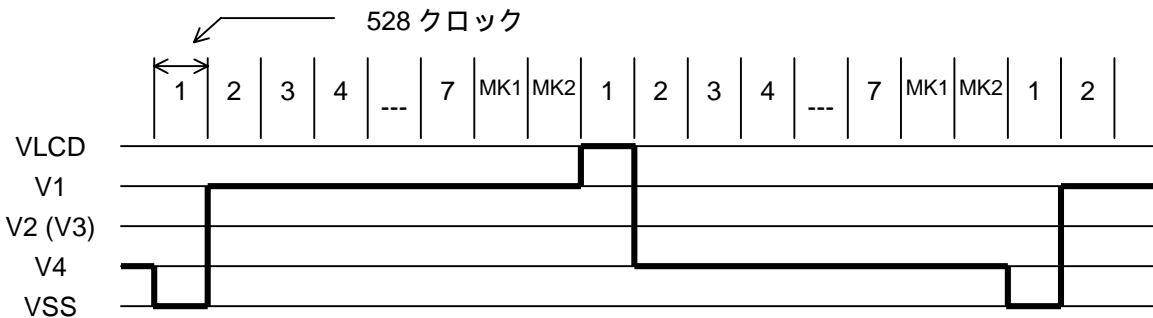 528 クロック
1 2 3 4 --- 7 MK1 MK2 1 2 3 4 --- 7 MK1 MK2 1 2
VLCD
V1
V2 (V3)
V4
VSS